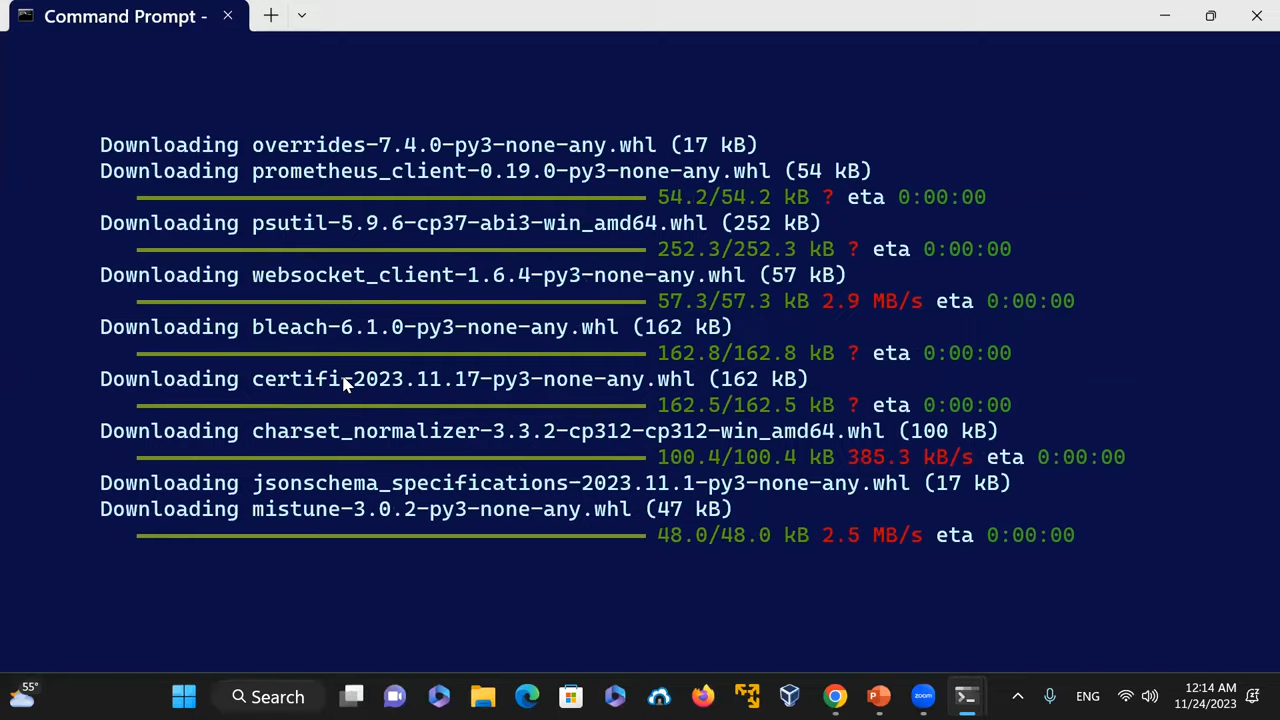 Command Prompt -
Downloading overrides-7.4.0-py3-none-any.whl (17 kB)
Downloading prometheus_client-0.19.0-py3-none-any.whl (54 kB)
54.2/54.2 kB ? eta 0:00:00
Downloading psutil-5.9.6-cp37-abi3-win_amd64.whl (252 kB)
252.3/252.3 kB ? eta 0:00:00
Downloading websocket_client-1.6.4-py3-none-any.whl (57 kB)
57.3/57.3 kB 2.9 MB/s eta 0:00:00
Downloading bleach-6.1.0-py3-none-any.whl (162 kB)
162.8/162.8 kB ? eta 0:00:00
Downloading certifi-2023.11.17-py3-none-any.whl (162 kB)
162.5/162.5 kB ? eta 0:00:00
Downloading charset_normalizer-3.3.2-cp312-cp312-win_amd64.whl (100 kB)
100.4/100.4 kB 385.3 kB/s eta 0:00:00
Downloading jsonschema_specifications-2023.11.1-py3-none-any.whl (17 kB)
Downloading mistune-3.0.2-py3-none-any.whl (47 kB)
48.0/48.0 kB 2.5 MB/s eta 0:00:00
55°
Search
zoom
ENG
12:14 AM
11/24/2023